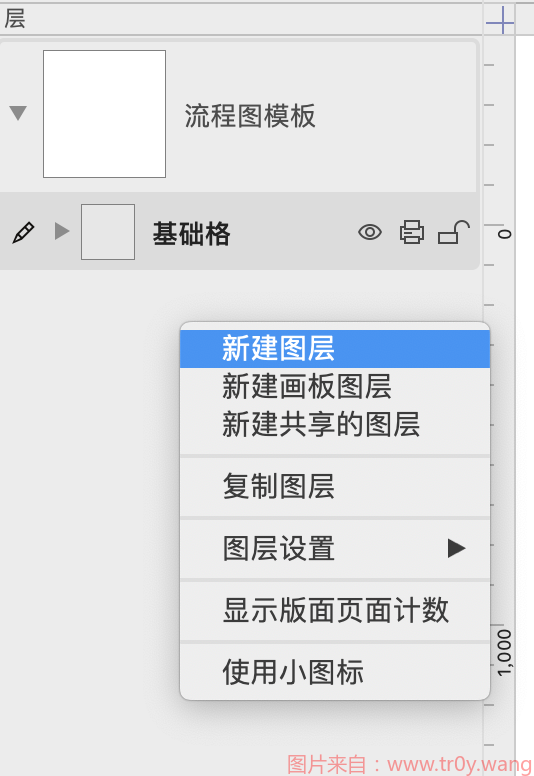 层
流程图模板
基础格
0
新建图层
新建画板图层
新建共享的图层
复制图层
图层设置
显示版面页面计数
1,000
使用小图标
图片来自：www.tr0y.wang